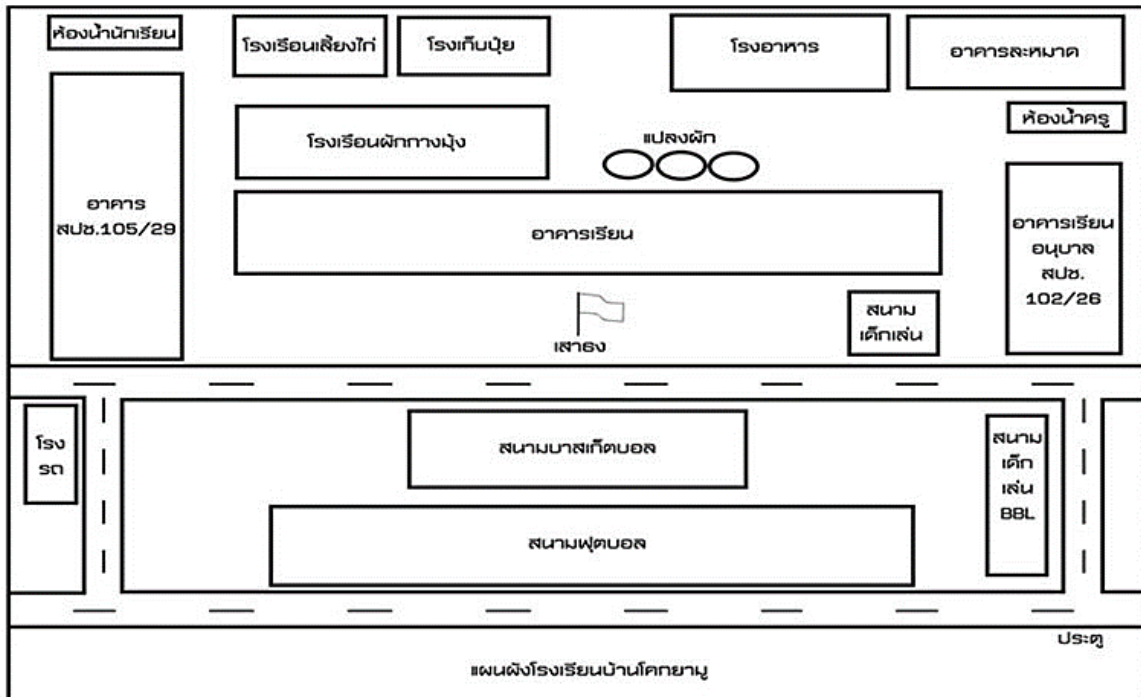 ห้องน้ำนักเรียน
โรงเรือนเลี้ยงไก่
โรงเก็บปุ๋ย
โรงอาหาร
อาคารละหมาด
ห้องน้ำครู
โรงเรือนผักกางมุ้ง
แปลงผัก
อาคาร
สปช.105/29
อาคารเรียน
อาคารเรียน
อนุบาล
สปช.
102/26
สนาม
เด็กเล่น
เสาธง
โรง
รถ
สนามบาสเก็ตบอล
สนาม
เด็ก
เล่น
BBL
สนามฟุตบอล
ประตู
แผนผังโรงเรียนบ้านโคกยามู